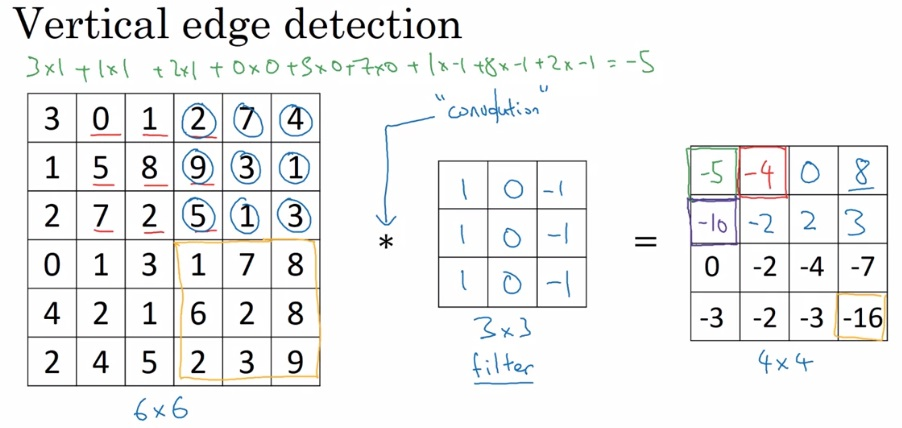 Vertical edge detection
3x1 + 1x1 + 2x1 + 0x0 + 5x0 + 7x0 + 1x-1 + 8x-1 + 2x-1 = -5
"convolution"
3 0 1 2 7 4
1 5 8 9 3 1
2 7 2 5 1 3
0 1 3 1 7 8
4 2 1 6 2 8
2 4 5 2 3 9
6x6
*
1 0 -1
1 0 -1
1 0 -1
3x3
filter
=
-5 -4 0 8
-10 -2 2 3
0 -2 -4 -7
-3 -2 -3 -16
4x4